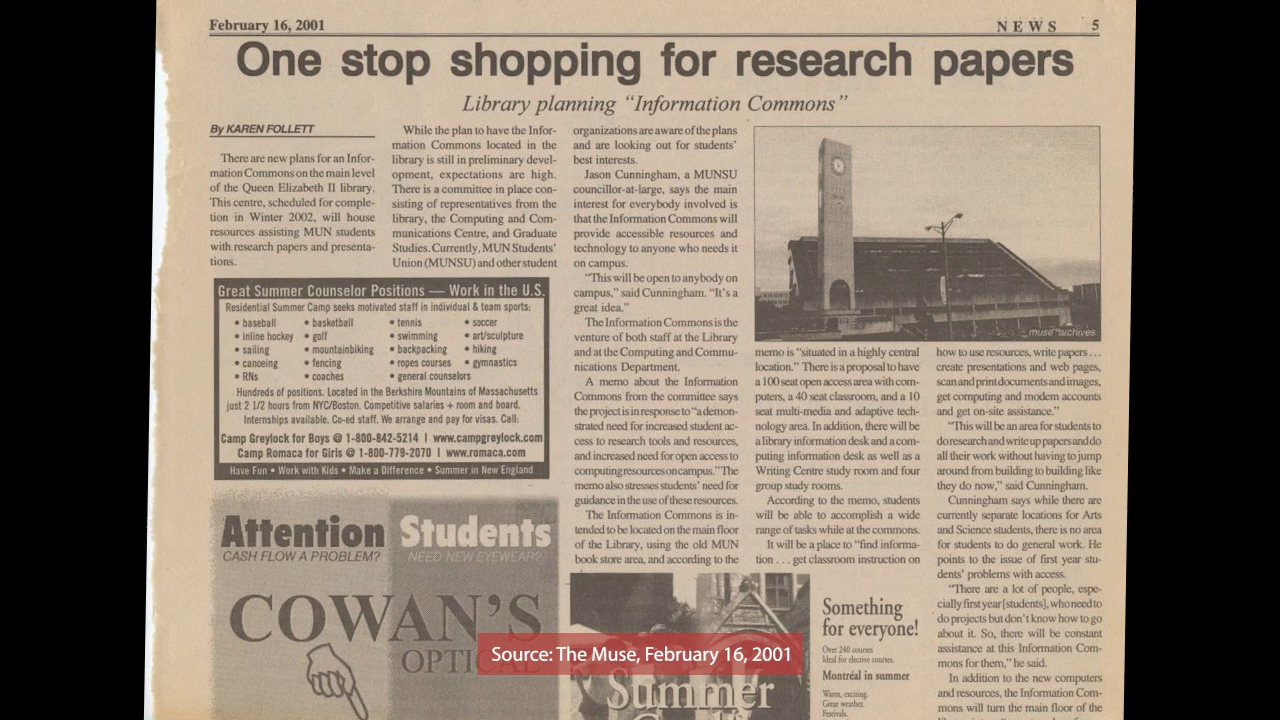 February 16, 2001
NEWS 5
One stop shopping for research papers
Library planning “Information Commons”
By KAREN FOLLETT
There are new plans for an Infor-
mation Commons on the main level
of the Queen Elizabeth II library.
This centre, scheduled for comple-
tion in Winter 2002, will house
resources assisting MUN students
with research papers and presenta-
tions.
While the plan to have the Infor-
mation Commons located in the
library is still in preliminary devel-
opment, expectations are high.
There is a committee in place con-
sisting of representatives from the
library, the Computing and Com-
munications Centre, and Graduate
Studies. Currently, MUN Students’
Union (MUNSU) and other student
organizations are aware of the plans
and are looking out for students’
best interests.
Jason Cunningham, a MUNSU
councillor-at-large, says the main
interest for everybody involved is
that the Information Commons will
provide accessible resources and
technology to anyone who needs it
on campus.
“This will be open to anybody on
campus,” said Cunningham. “It’s a
great idea.”
The Information Commons is the
venture of both staff at the Library
and at the Computing and Commu-
nications Department.
A memo about the Information
Commons from the committee says
the project is in response to “a demon-
strated need for increased student ac-
cess to research tools and resources,
and increased need for open access to
computing resources on campus.” The
memo also stresses students’ need for
guidance in the use of these resources.
The Information Commons is in-
tended to be located on the main floor
of the Library, using the old MUN
book store area, and according to the
muse archives
memo is “situated in a highly central
location.” There is a proposal to have
a 100 seat open access area with com-
puters, a 40 seat classroom, and a 10
seat multi-media and adaptive tech-
nology area. In addition, there will be
a library information desk and a com-
puting information desk as well as a
Writing Centre study room and four
group study rooms.
According to the memo, students
will be able to accomplish a wide
range of tasks while at the commons.
It will be a place to “find informa-
tion . . . get classroom instruction on
how to use resources, write papers . . .
create presentations and web pages,
scan and print documents and images,
get computing and modem accounts
and get on-site assistance.”
“This will be an area for students to
do research and write up papers and do
all their work without having to jump
around from building to building like
they do now,” said Cunningham.
Cunningham says while there are
currently separate locations for Arts
and Science students, there is no area
for students to do general work. He
points to the issue of first year stu-
dents’ problems with access.
“There are a lot of people, espe-
cially first year [students], who need to
do projects but don’t know how to go
about it. So, there will be constant
assistance at this Information Com-
mons for them,” he said.
In addition to the new computers
and resources, the Information Com-
mons will turn the main floor of the
Great Summer Counselor Positions — Work in the U.S.
Residential Summer Camp seeks motivated staff in individual & team sports:
• baseball • basketball • tennis • soccer
• inline hockey • golf • swimming • art/sculpture
• sailing • mountainbiking • backpacking • hiking
• canoeing • fencing • ropes courses • gymnastics
• RNs • coaches • general counselors
Hundreds of positions. Located in the Berkshire Mountains of Massachusetts
just 2 1/2 hours from NYC/Boston. Competitive salaries + room and board.
Internships available. Co-ed staff. We arrange and pay for visas. Call:
Camp Greylock for Boys @ 1-800-842-5214 | www.campgreylock.com
Camp Romaca for Girls @ 1-800-779-2070 | www.romaca.com
Have Fun • Work with Kids • Make a Difference • Summer in New England
Attention Students
CASH FLOW A PROBLEM? NEED NEW EYEWEAR?
COWAN’S
OPTICAL
Something
for everyone!
Over 240 courses
Ideal for elective courses.
Montréal in summer
Warm, exciting.
Great weather.
Festivals.
Summer
Source: The Muse, February 16, 2001